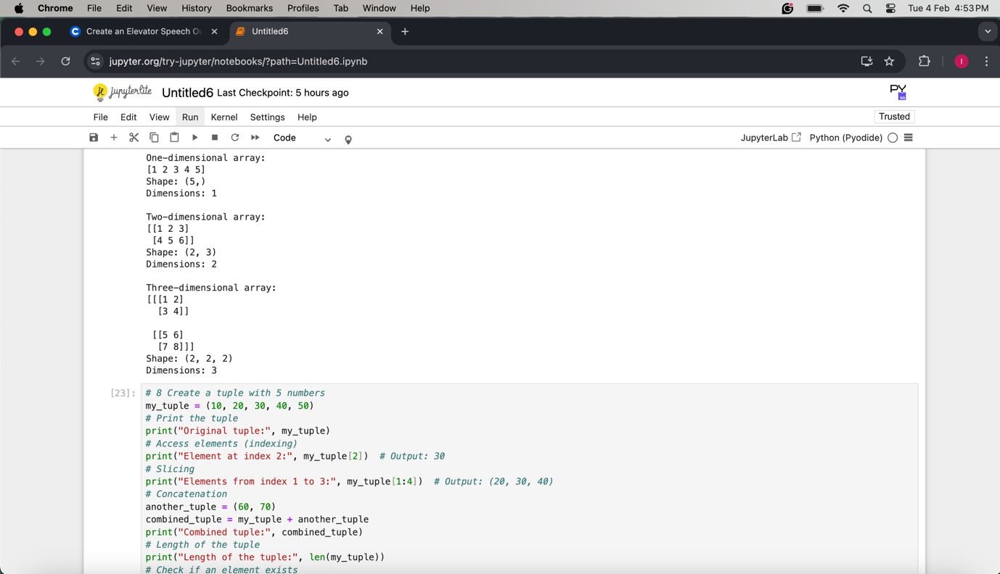 Chrome File Edit View History Bookmarks Profiles Tab Window Help Tue 4 Feb 4:53 PM
Create an Elevator Speech Ou Untitled6
jupyter.org/try-jupyter/notebooks/?path=Untitled6.ipynb I
jupyterlite Untitled6 Last Checkpoint: 5 hours ago PY WA
File Edit View Run Kernel Settings Help Trusted
Code JupyterLab Python (Pyodide)
One-dimensional array:
[1 2 3 4 5]
Shape: (5,)
Dimensions: 1
Two-dimensional array:
[[1 2 3]
 [4 5 6]]
Shape: (2, 3)
Dimensions: 2
Three-dimensional array:
[[[1 2]
  [3 4]]
 [[5 6]
  [7 8]]]
Shape: (2, 2, 2)
Dimensions: 3
[23]: # 8 Create a tuple with 5 numbers
my_tuple = (10, 20, 30, 40, 50)
# Print the tuple
print("Original tuple:", my_tuple)
# Access elements (indexing)
print("Element at index 2:", my_tuple[2])  # Output: 30
# Slicing
print("Elements from index 1 to 3:", my_tuple[1:4])  # Output: (20, 30, 40)
# Concatenation
another_tuple = (60, 70)
combined_tuple = my_tuple + another_tuple
print("Combined tuple:", combined_tuple)
# Length of the tuple
print("Length of the tuple:", len(my_tuple))
# Check if an element exists